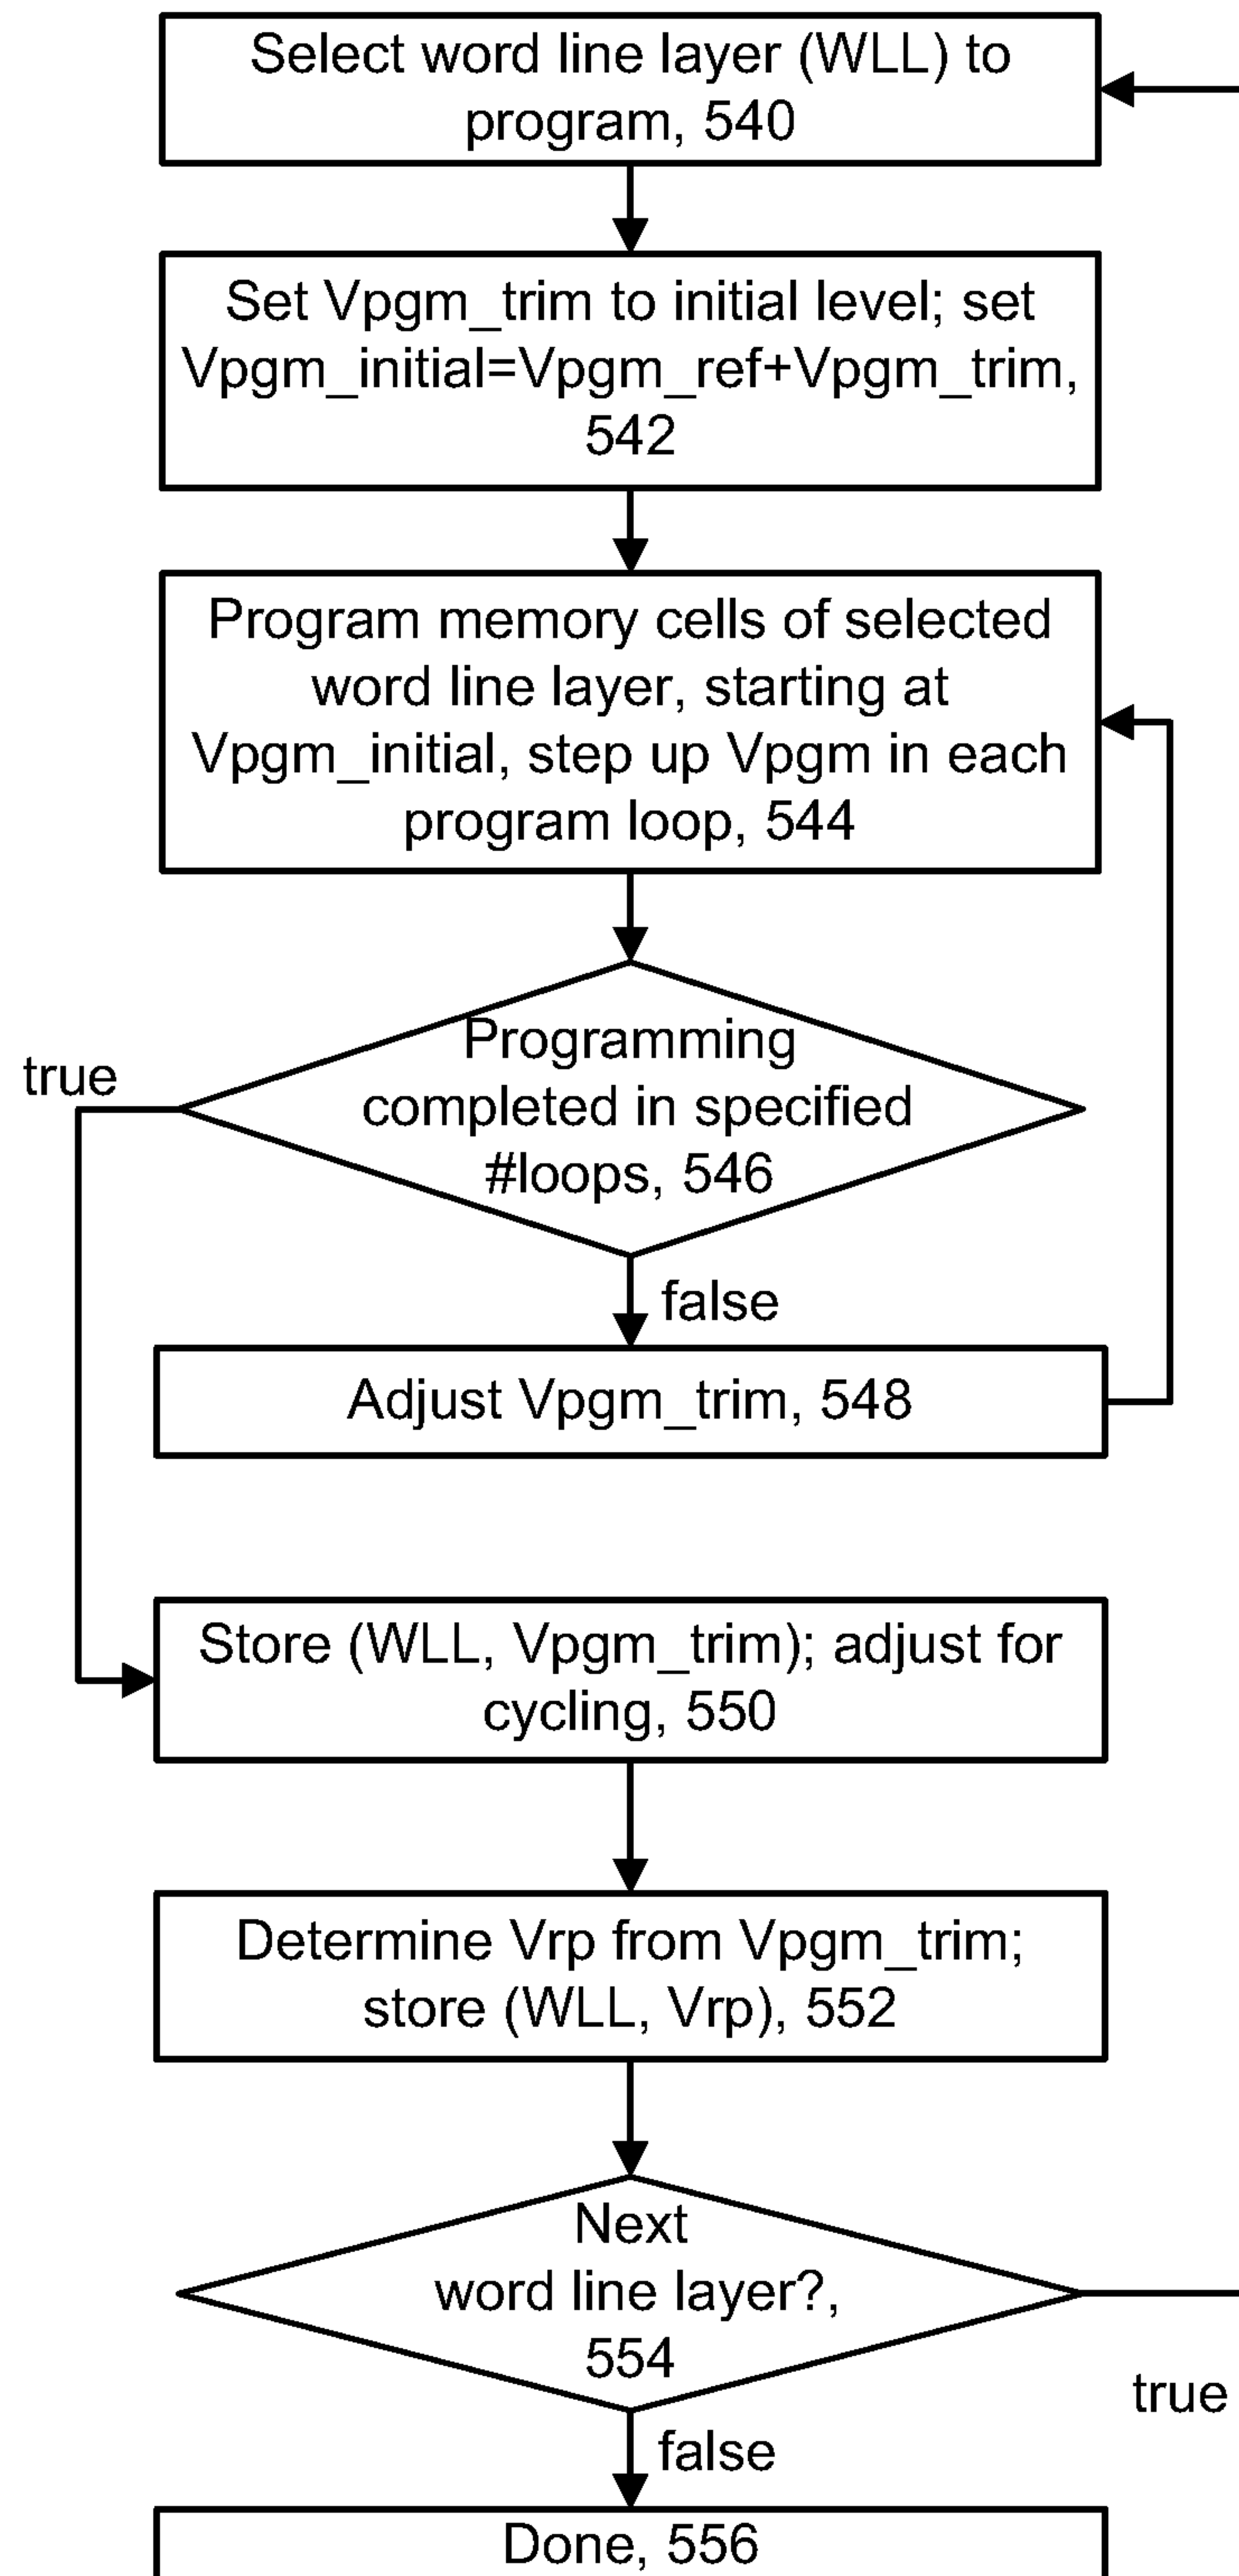 Select word line layer (WLL) to
program, 540
Set Vpgm_trim to initial level; set
Vpgm_initial=Vpgm_ref+Vpgm_trim,
542
Program memory cells of selected
word line layer, starting at
Vpgm_initial, step up Vpgm in each
program loop, 544
Programming
completed in specified
#loops, 546
true
false
Adjust Vpgm_trim, 548
Store (WLL, Vpgm_trim); adjust for
cycling, 550
Determine Vrp from Vpgm_trim;
store (WLL, Vrp), 552
Next
word line layer?,
554
true
false
Done, 556